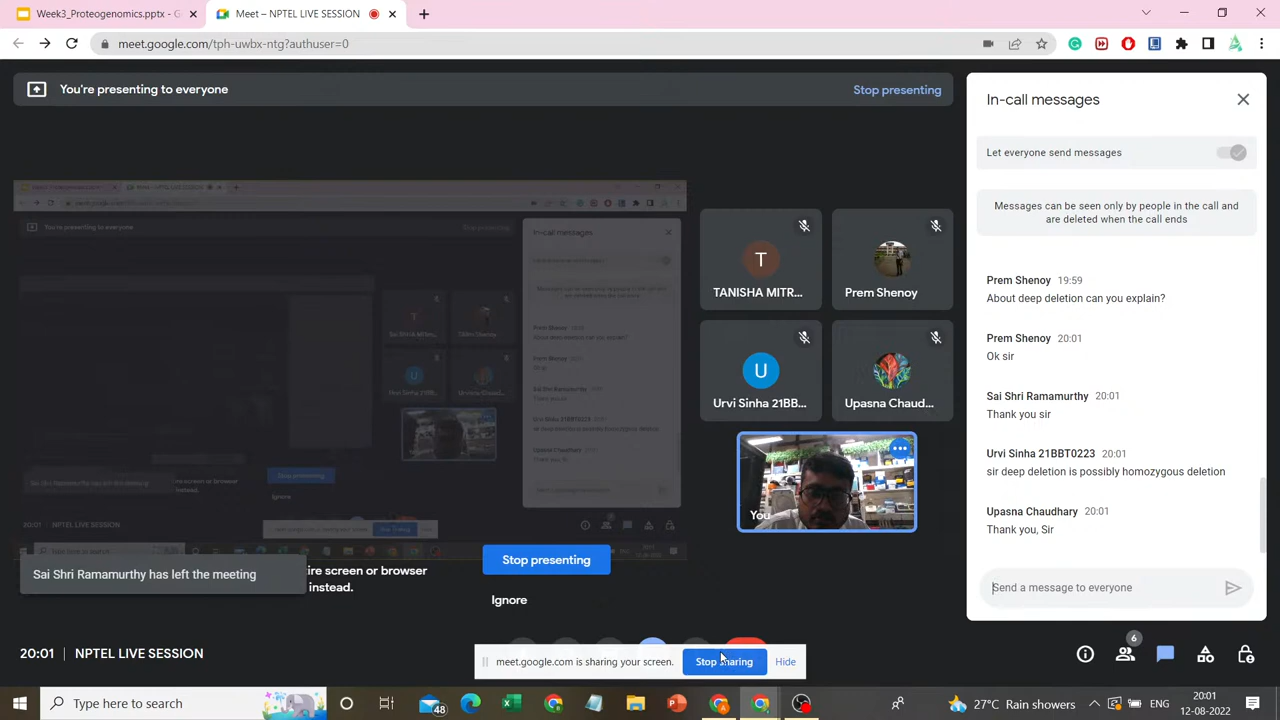 Week3_Proteogenomics.pptx - G
Meet – NPTEL LIVE SESSION
meet.google.com/tph-uwbx-ntg?authuser=0
You're presenting to everyone
Stop presenting
In-call messages
Let everyone send messages
Messages can be seen only by people in the call and
are deleted when the call ends
Prem Shenoy 19:59
About deep deletion can you explain?
Prem Shenoy 20:01
Ok sir
Sai Shri Ramamurthy 20:01
Thank you sir
Urvi Sinha 21BBT0223 20:01
sir deep deletion is possibly homozygous deletion
Upasna Chaudhary 20:01
Thank you, Sir
Send a message to everyone
T
TANISHA MITR...
Prem Shenoy
U
Urvi Sinha 21BB...
Upasna Chaud...
You
Sai Shri Ramamurthy has left the meeting
ire screen or browser
instead.
Stop presenting
Ignore
20:01 | NPTEL LIVE SESSION
meet.google.com is sharing your screen.
Stop sharing
Hide
6
Type here to search
48
27°C Rain showers
ENG
20:01
12-08-2022